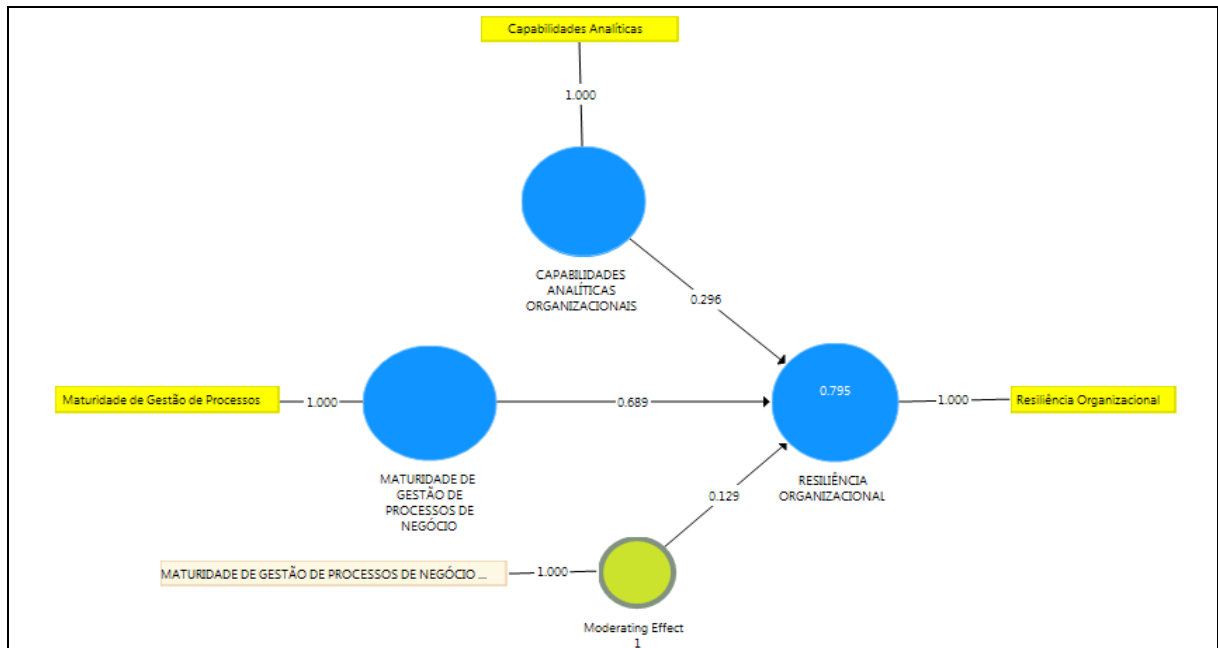 Capabilidades Analíticas
1.000
CAPABILIDADES
ANALÍTICAS
ORGANIZACIONAIS
0.296
Maturidade de Gestão de Processos
1.000
0.689
0.795
1.000
Resiliência Organizacional
MATURIDADE DE
GESTÃO DE
PROCESSOS DE
NEGÓCIO
RESILIÊNCIA
ORGANIZACIONAL
0.129
MATURIDADE DE GESTÃO DE PROCESSOS DE NEGÓCIO ...
1.000
Moderating Effect
1